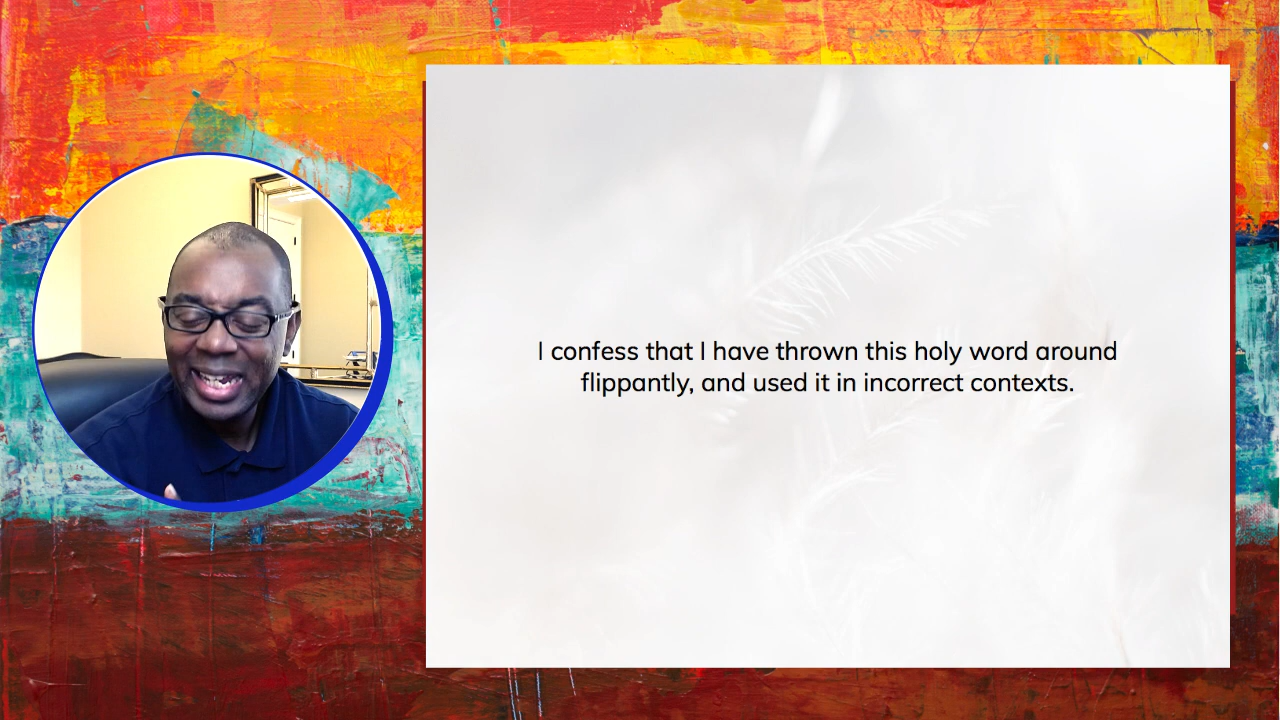 I confess that I have thrown this holy word around
flippantly, and used it in incorrect contexts.